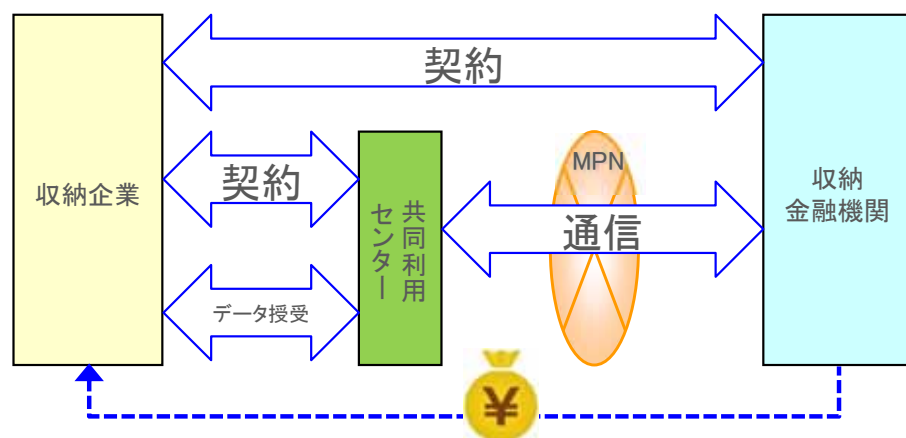 契約
収納企業
契約
データ授受
共同利用
センター
MPN
通信
収納
金融機関
¥